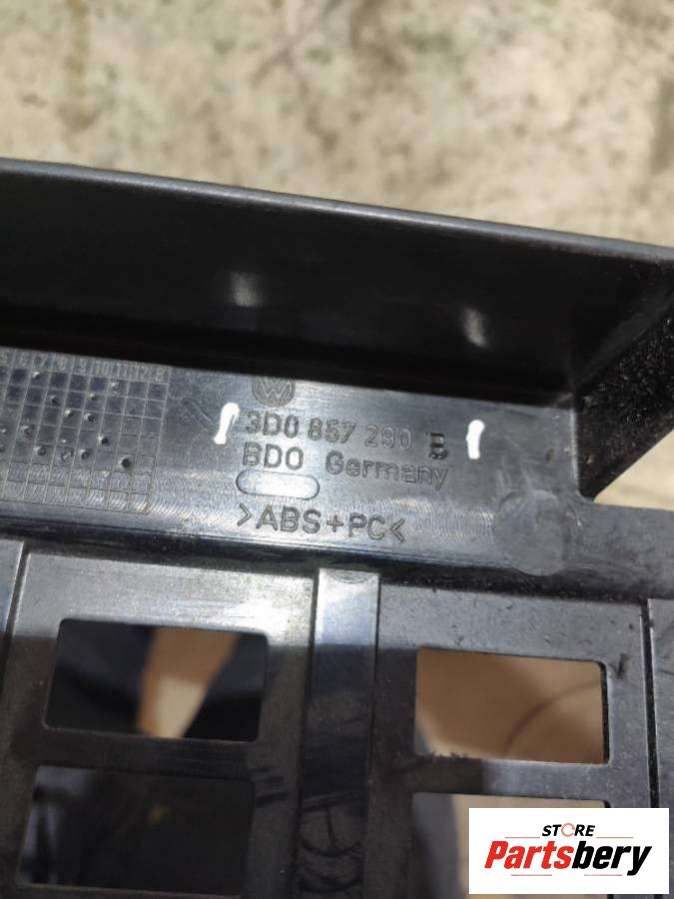 3D0 857 290 B
BDO Germany
>ABS+PC<
STORE
Partsbery